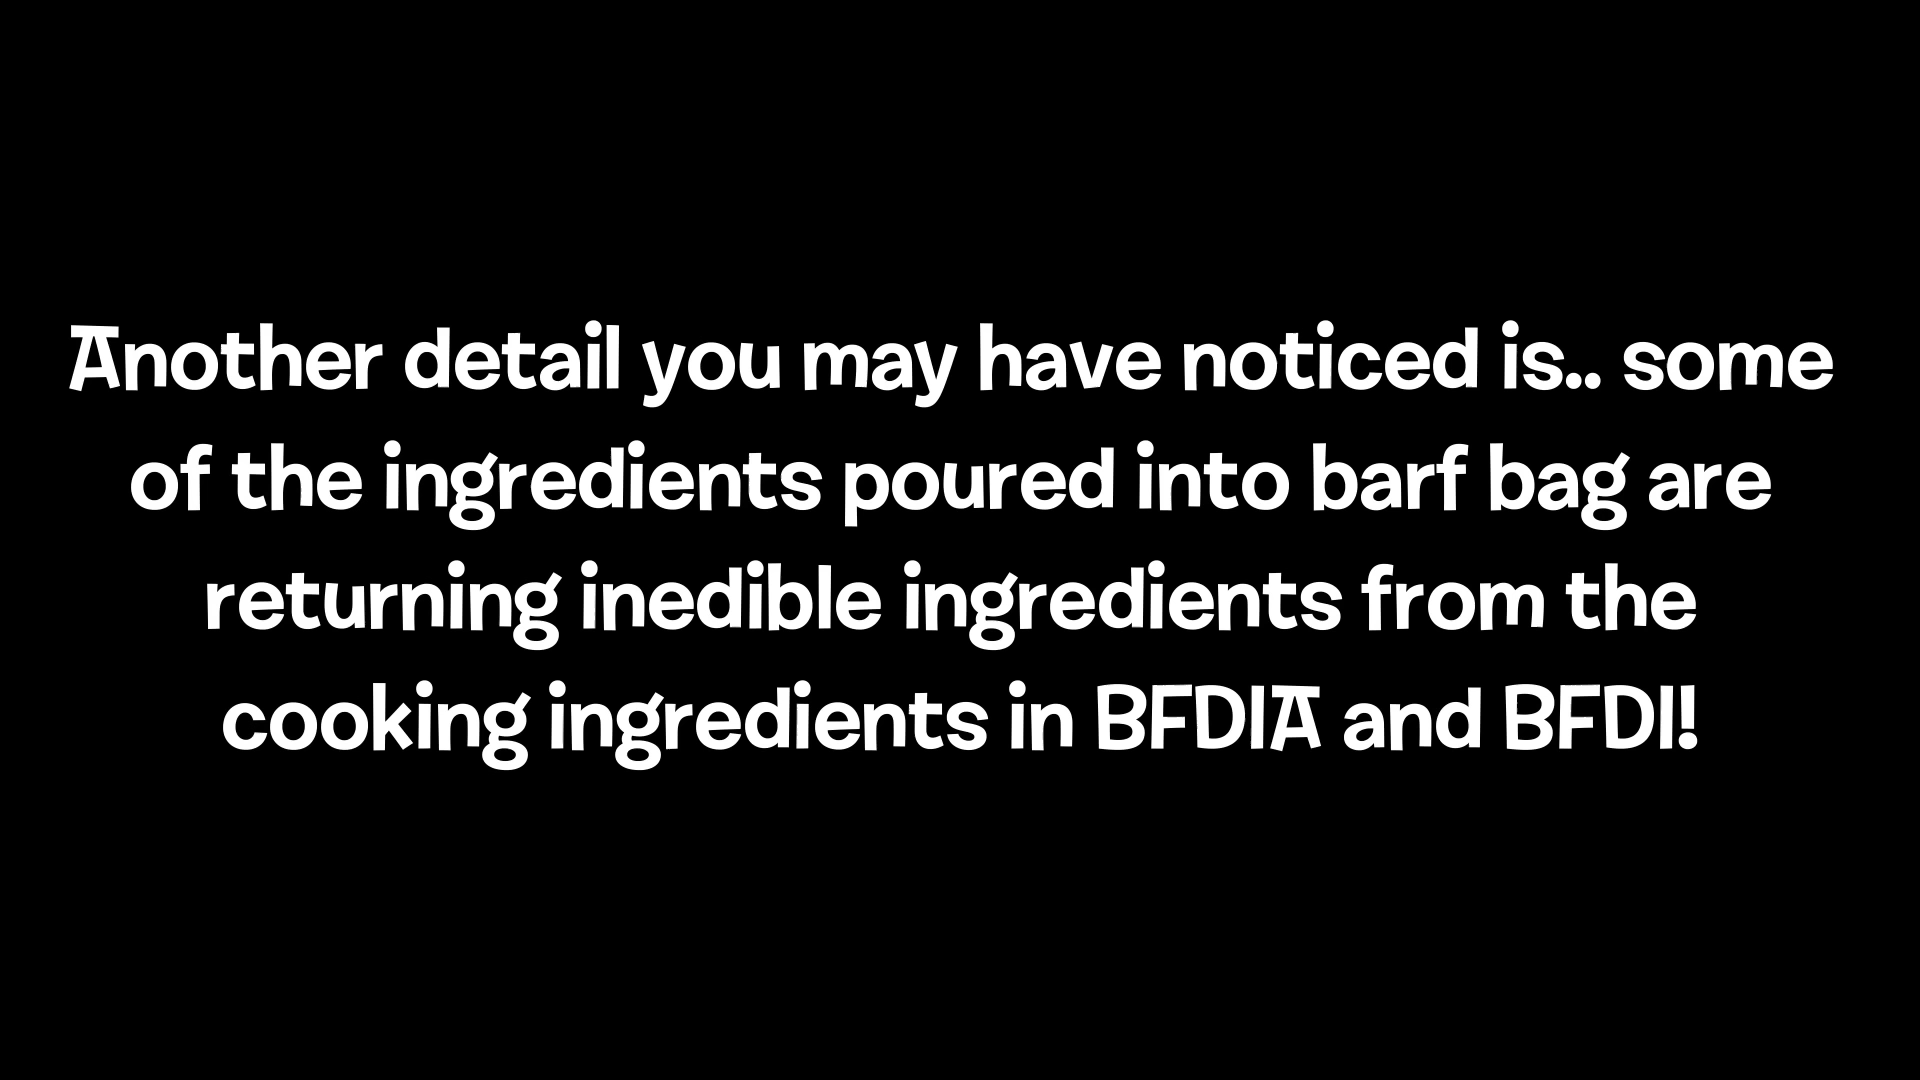 Another detail you may have noticed is.. some
of the ingredients poured into barf bag are
returning inedible ingredients from the
cooking ingredients in BFDIA and BFDI!